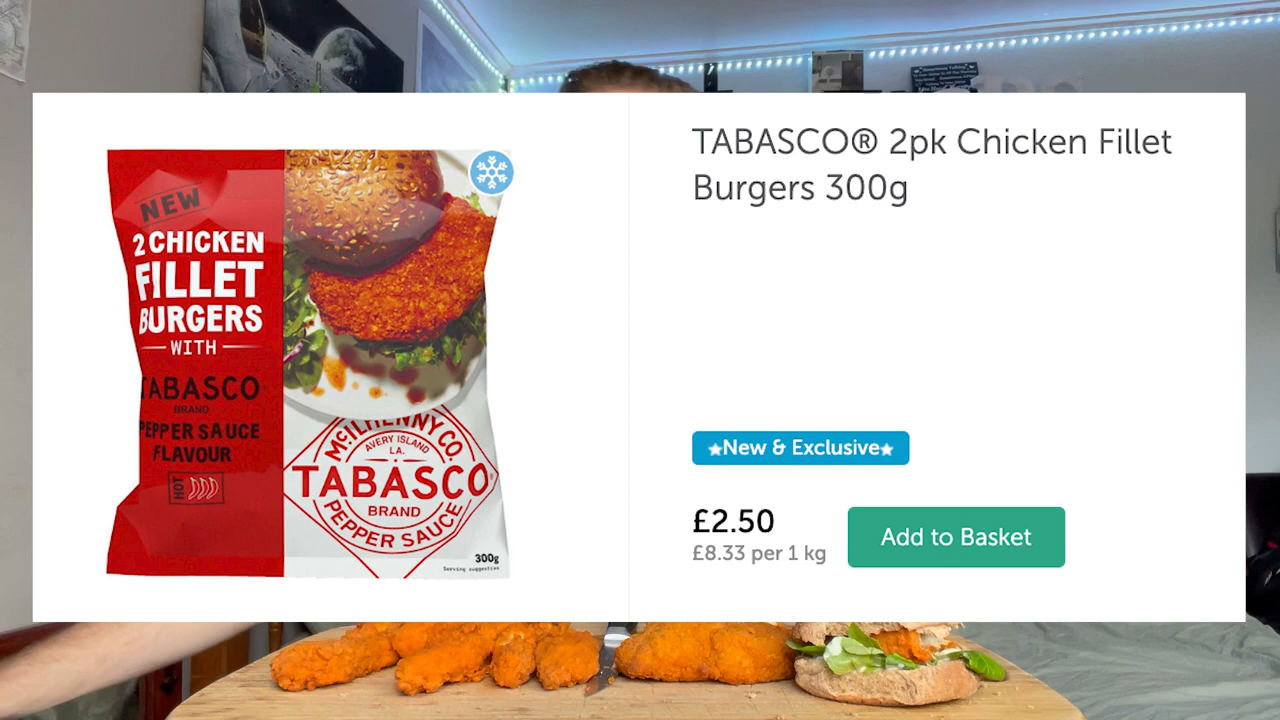 NEW
2 CHICKEN
FILLET
BURGERS
WITH
TABASCO
BRAND
PEPPER SAUCE
FLAVOUR
HOT
McILHENNY CO.
AVERY ISLAND
LA.
TABASCO®
BRAND
PEPPER SAUCE
300g
Serving suggestion
TABASCO® 2pk Chicken Fillet
Burgers 300g
New & Exclusive
£2.50
£8.33 per 1 kg
Add to Basket